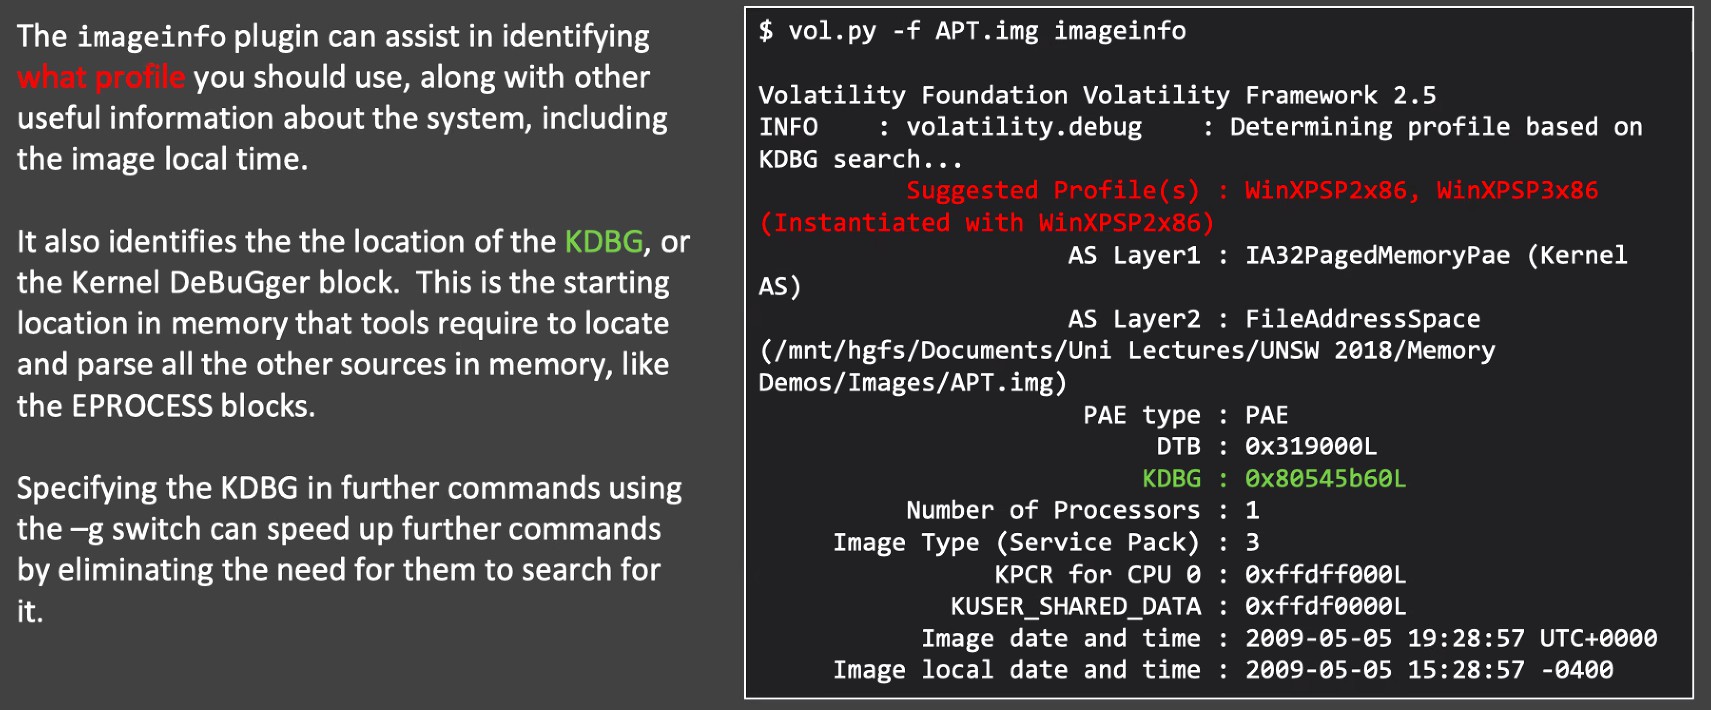 The imageinfo plugin can assist in identifying
what profile you should use, along with other
useful information about the system, including
the image local time.
It also identifies the the location of the KDBG, or
the Kernel DeBuGger block.  This is the starting
location in memory that tools require to locate
and parse all the other sources in memory, like
the EPROCESS blocks.
Specifying the KDBG in further commands using
the –g switch can speed up further commands
by eliminating the need for them to search for
it.
$ vol.py -f APT.img imageinfo
Volatility Foundation Volatility Framework 2.5
INFO    : volatility.debug    : Determining profile based on
KDBG search...
Suggested Profile(s) : WinXPSP2x86, WinXPSP3x86
(Instantiated with WinXPSP2x86)
AS Layer1 : IA32PagedMemoryPae (Kernel
AS)
AS Layer2 : FileAddressSpace
(/mnt/hgfs/Documents/Uni Lectures/UNSW 2018/Memory
Demos/Images/APT.img)
PAE type : PAE
DTB : 0x319000L
KDBG : 0x80545b60L
Number of Processors : 1
Image Type (Service Pack) : 3
KPCR for CPU 0 : 0xffdff000L
KUSER_SHARED_DATA : 0xffdf0000L
Image date and time : 2009-05-05 19:28:57 UTC+0000
Image local date and time : 2009-05-05 15:28:57 -0400